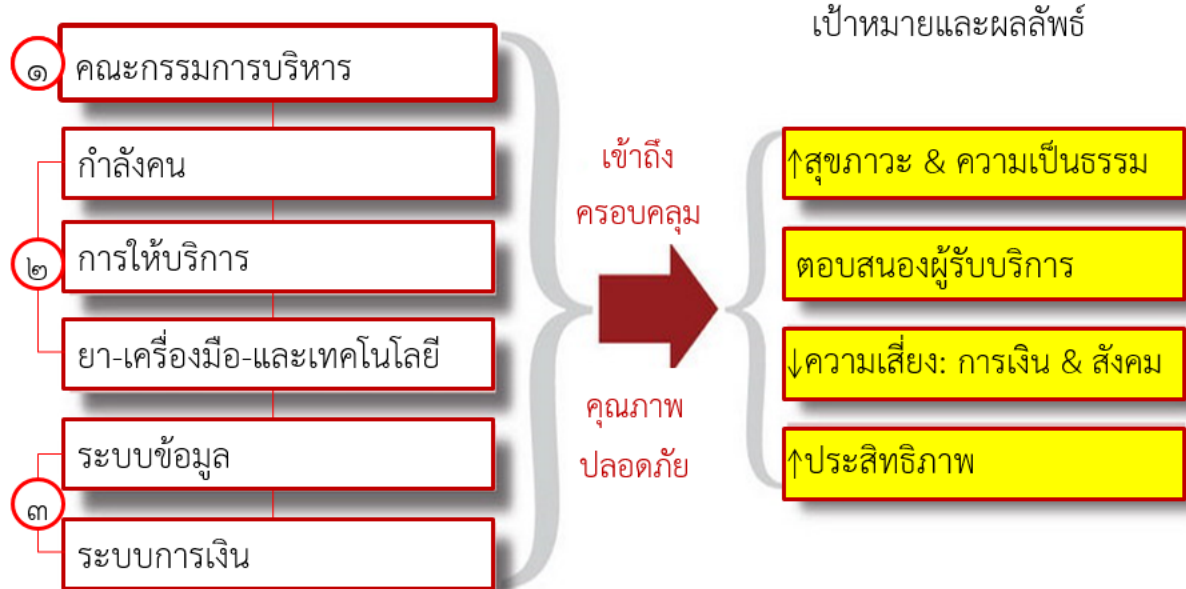 เป้าหมายและผลลัพธ์
๑
คณะกรรมการบริหาร
กำลังคน
๒
การให้บริการ
ยา-เครื่องมือ-และเทคโนโลยี
ระบบข้อมูล
๓
ระบบการเงิน
เข้าถึง
ครอบคลุม
คุณภาพ
ปลอดภัย
↑สุขภาวะ & ความเป็นธรรม
ตอบสนองผู้รับบริการ
↓ความเสี่ยง: การเงิน & สังคม
↑ประสิทธิภาพ